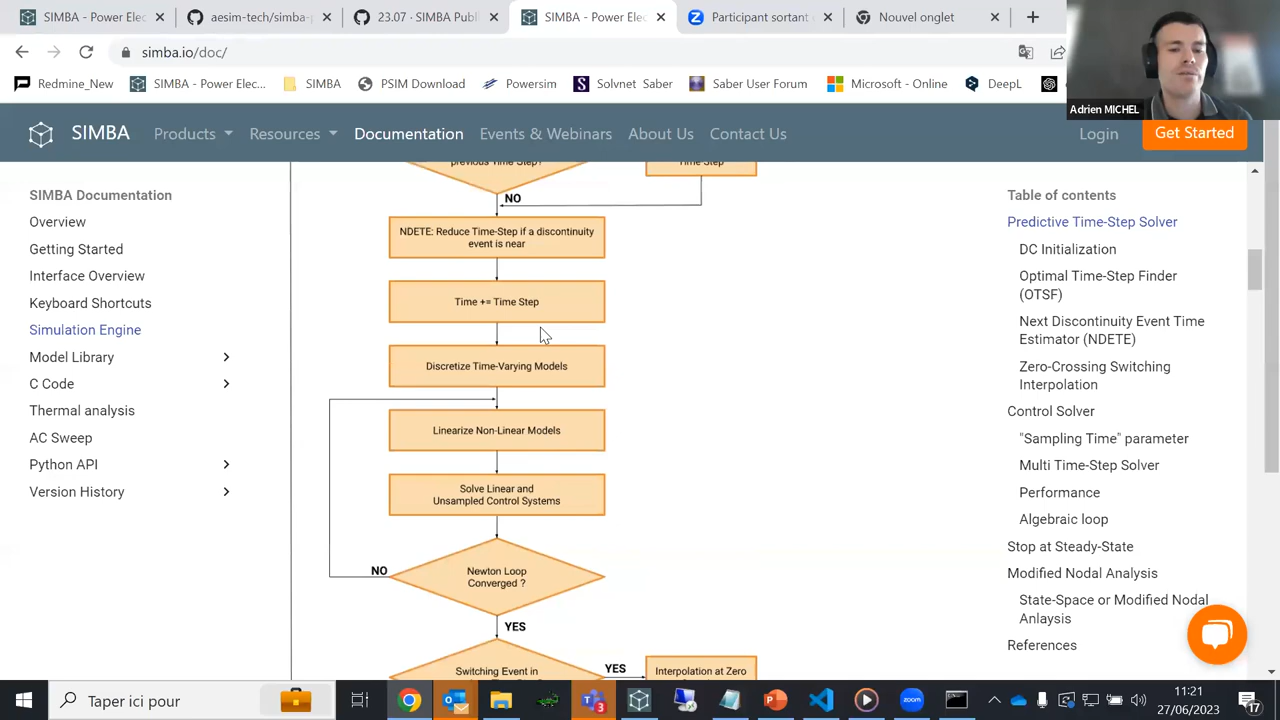 SIMBA - Power Elec
aesim-tech/simba-p
23.07 · SIMBA Publ
SIMBA - Power Elec
Participant sortant d
Nouvel onglet
simba.io/doc/
Redmine_New
SIMBA - Power Elec...
SIMBA
PSIM Download
Powersim
Solvnet Saber
Saber User Forum
Microsoft - Online
DeepL
Adrien MICHEL
SIMBA
Products
Resources
Documentation
Events & Webinars
About Us
Contact Us
Login
Get Started
SIMBA Documentation
Overview
Getting Started
Interface Overview
Keyboard Shortcuts
Simulation Engine
Model Library
C Code
Thermal analysis
AC Sweep
Python API
Version History
previous Time Step?
Time Step
NO
NDETE: Reduce Time-Step if a discontinuity
event is near
Time += Time Step
Discretize Time-Varying Models
Linearize Non-Linear Models
Solve Linear and
Unsampled Control Systems
NO
Newton Loop
Converged ?
YES
Switching Event in
YES
Interpolation at Zero
Table of contents
Predictive Time-Step Solver
DC Initialization
Optimal Time-Step Finder
(OTSF)
Next Discontinuity Event Time
Estimator (NDETE)
Zero-Crossing Switching
Interpolation
Control Solver
"Sampling Time" parameter
Multi Time-Step Solver
Performance
Algebraic loop
Stop at Steady-State
Modified Nodal Analysis
State-Space or Modified Nodal
Anlaysis
References
Taper ici pour
11:21
27/06/2023
17